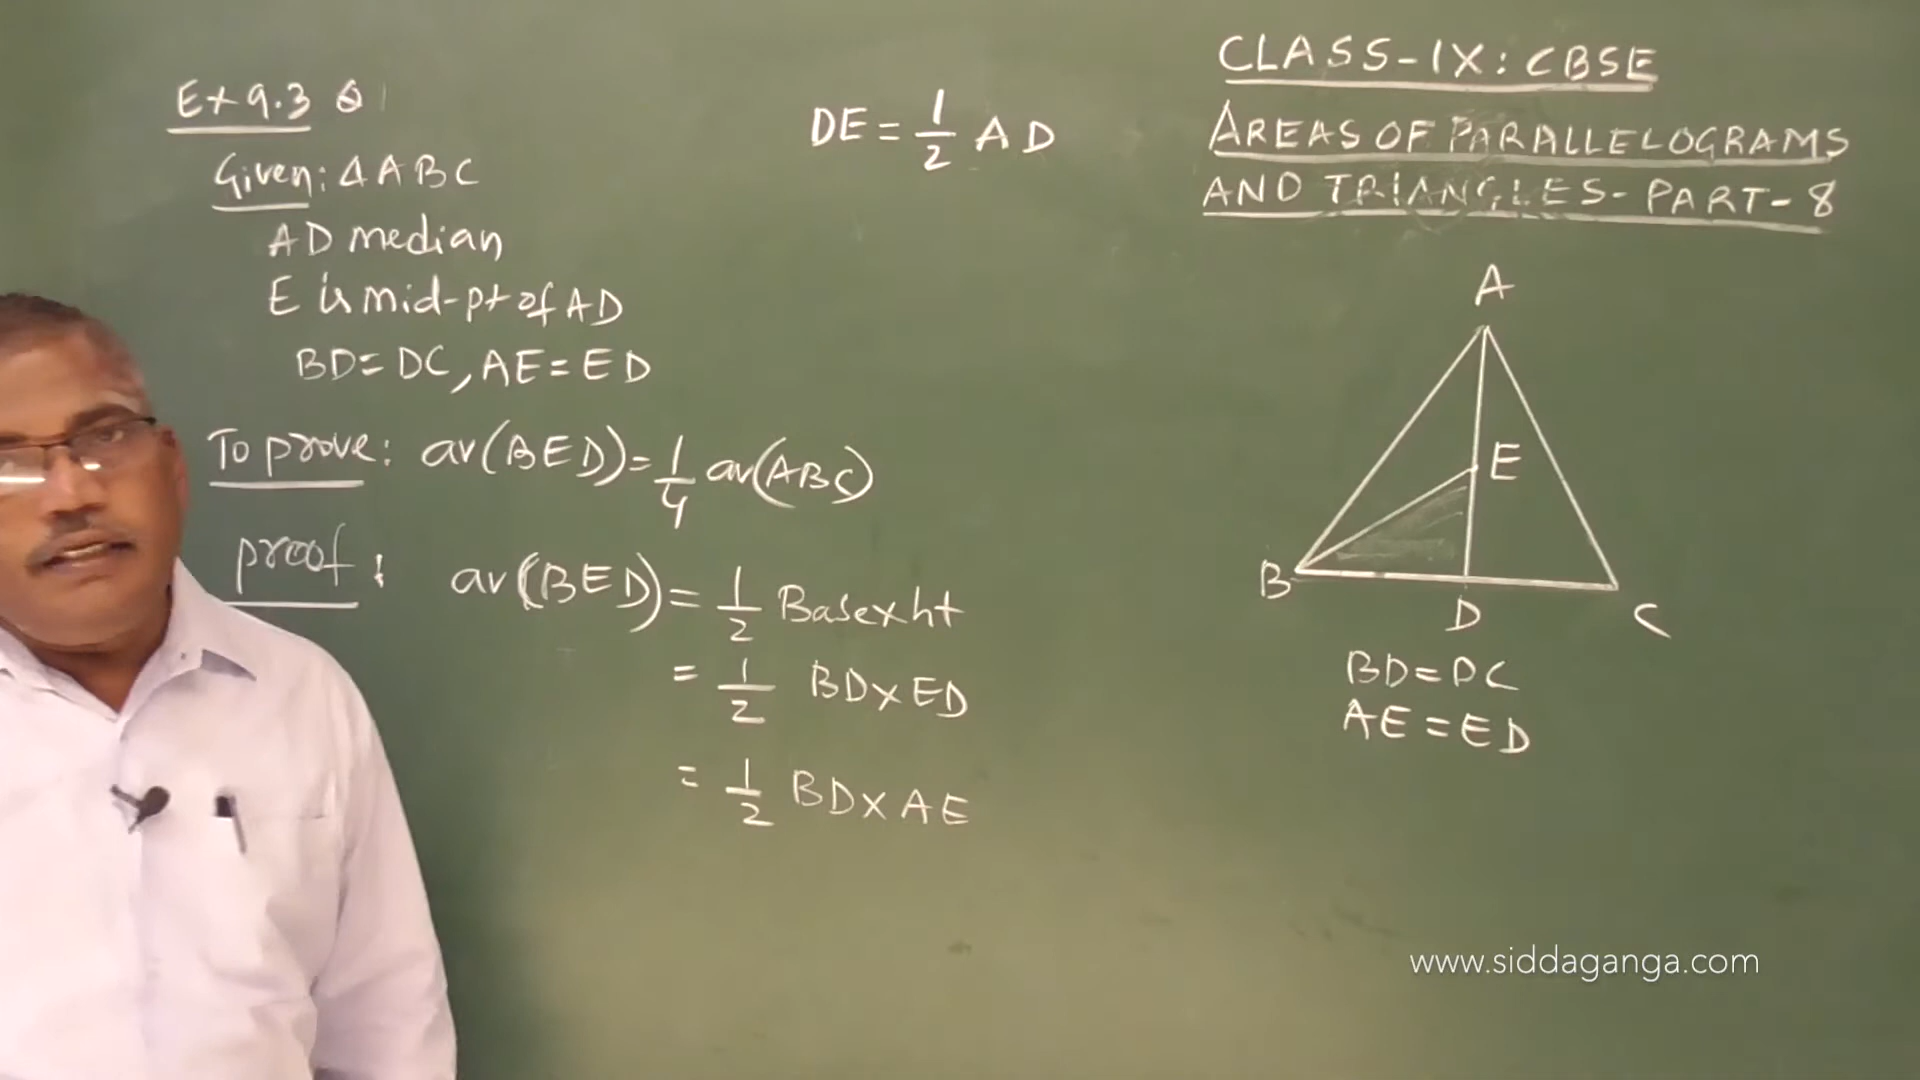 Ex 9.3 Q1
Given: ΔABC
AD median
E is mid-pt of AD
BD = DC, AE = ED
To prove: ar(BED) = 1/4 ar(ABC)
proof: ar(BED) = 1/2 Base x ht
= 1/2 BD x ED
= 1/2 BD x AE
DE = 1/2 AD
CLASS-IX: CBSE
AREAS OF PARALLELOGRAMS
AND TRIANGLES-PART-8
A
E
B
D
C
BD = DC
AE = ED
www.siddaganga.com